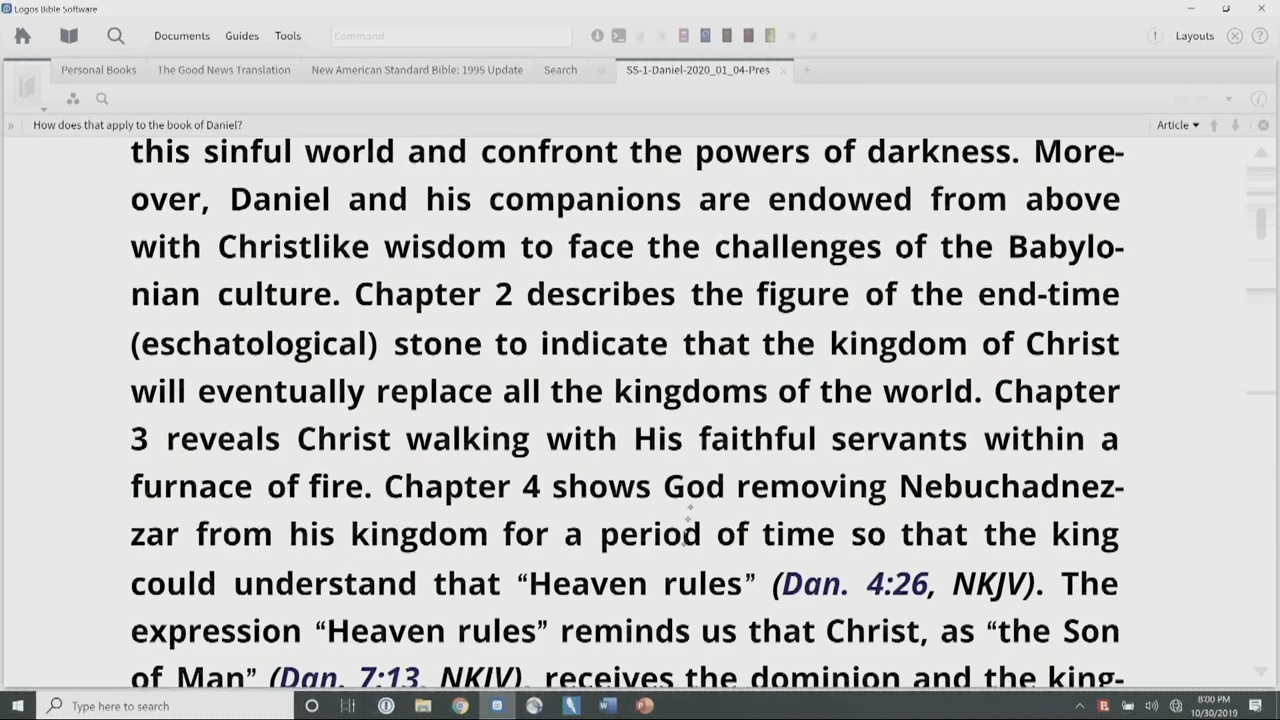 Logos Bible Software
Documents Guides Tools Command Layouts
Personal Books The Good News Translation New American Standard Bible: 1995 Update Search SS-1-Daniel-2020_01_04-Pres
How does that apply to the book of Daniel? Article
this sinful world and confront the powers of darkness. More-
over, Daniel and his companions are endowed from above
with Christlike wisdom to face the challenges of the Babylo-
nian culture. Chapter 2 describes the figure of the end-time
(eschatological) stone to indicate that the kingdom of Christ
will eventually replace all the kingdoms of the world. Chapter
3 reveals Christ walking with His faithful servants within a
furnace of fire. Chapter 4 shows God removing Nebuchadnez-
zar from his kingdom for a period of time so that the king
could understand that “Heaven rules” (Dan. 4:26, NKJV). The
expression “Heaven rules” reminds us that Christ, as “the Son
of Man” (Dan. 7:13, NKJV), receives the dominion and the king-
Type here to search
8:00 PM
10/30/2019